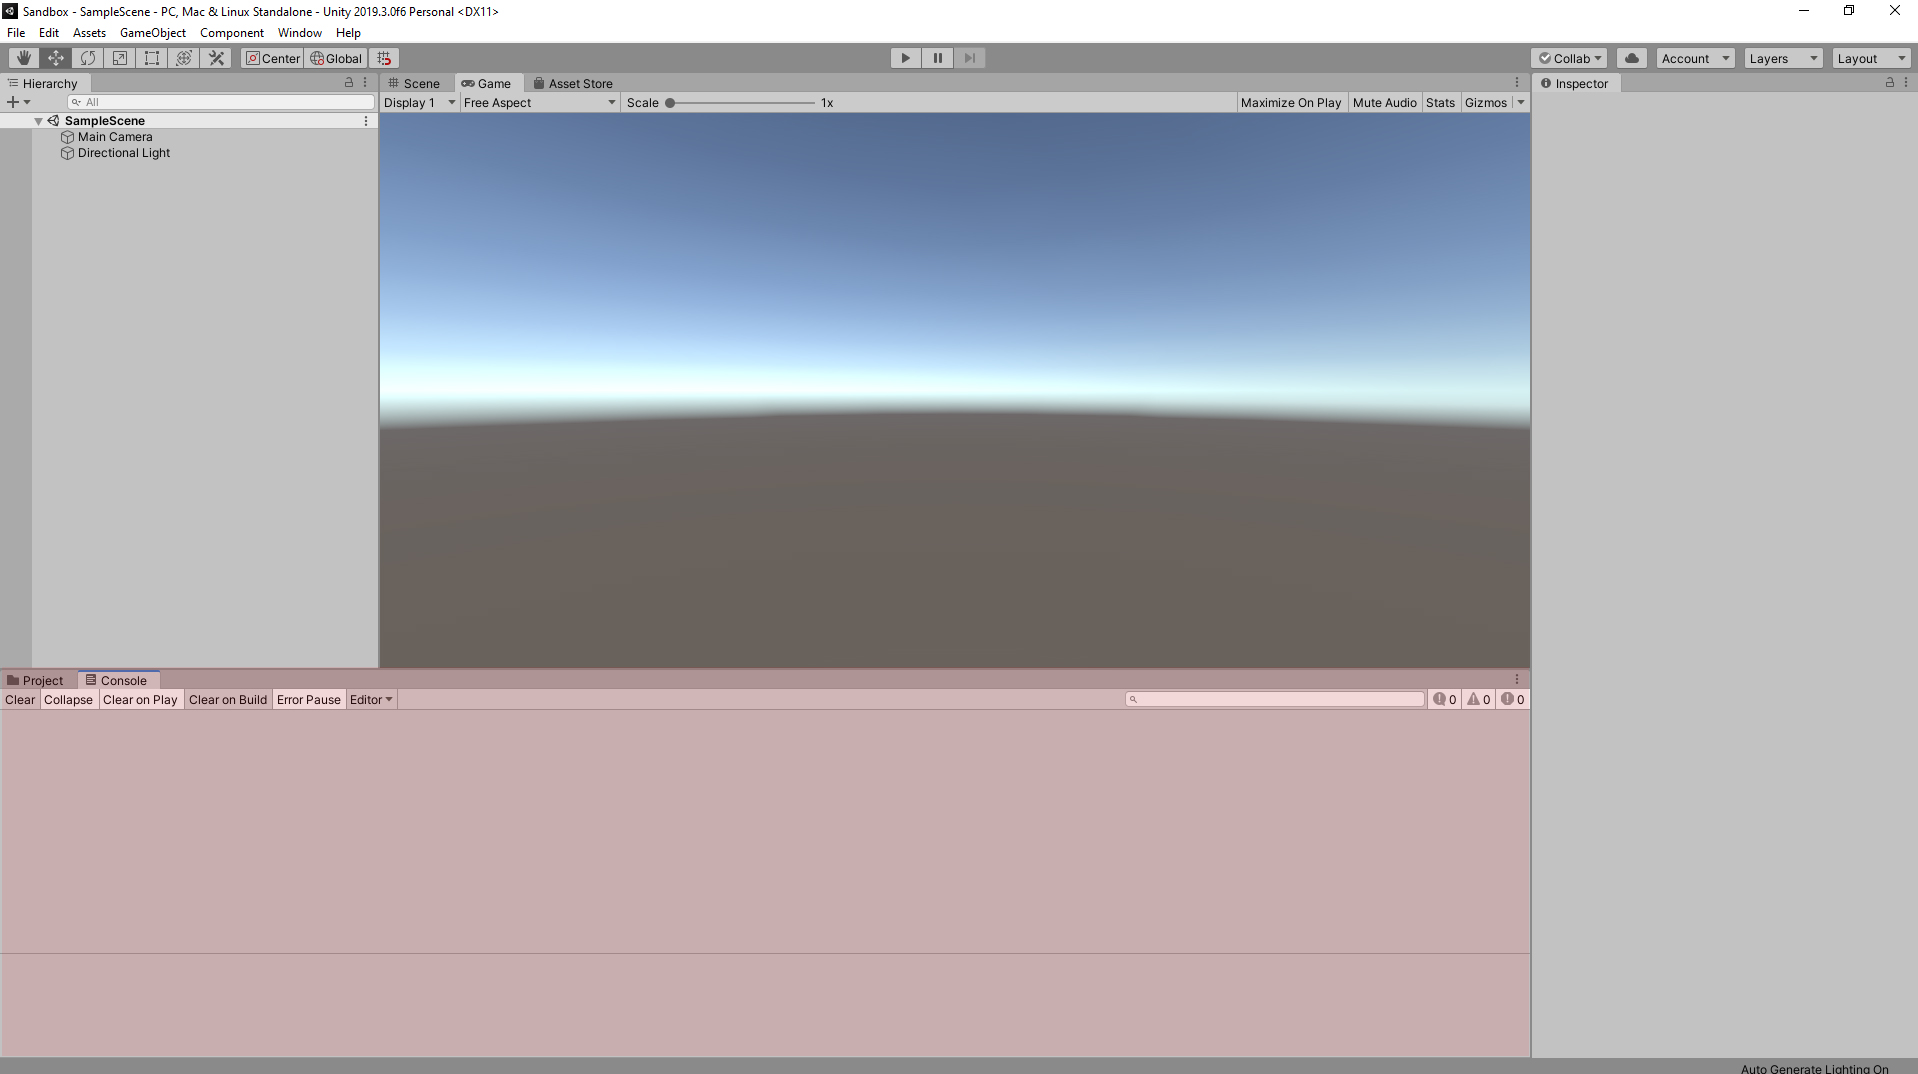 Sandbox - SampleScene - PC, Mac & Linux Standalone - Unity 2019.3.0f6 Personal <DX11>
File Edit Assets GameObject Component Window Help
Center Global Collab Account Layers Layout
Hierarchy
All
SampleScene
Main Camera
Directional Light
Scene Game Asset Store
Display 1 Free Aspect Scale 1x Maximize On Play Mute Audio Stats Gizmos
Inspector
Project Console
Clear Collapse Clear on Play Clear on Build Error Pause Editor 0 0 0
Auto Generate Lighting On